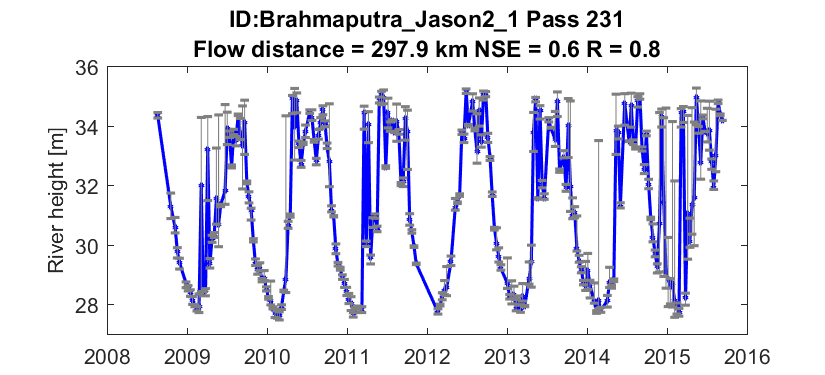 ID:Brahmaputra_Jason2_1 Pass 231
Flow distance = 297.9 km NSE = 0.6 R = 0.8
36
34
32
30
28
River height [m]
2008 2009 2010 2011 2012 2013 2014 2015 2016